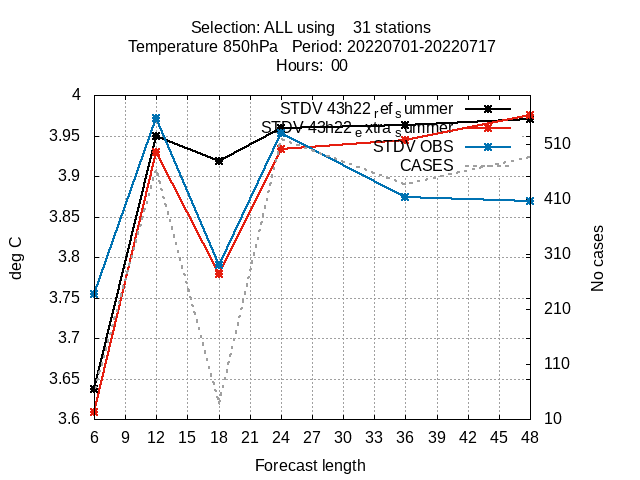 Selection: ALL using    31 stations
Temperature 850hPa   Period: 20220701-20220717
Hours:  00
4
3.95
3.9
3.85
3.8
3.75
3.7
3.65
3.6
deg C
STDV 43h22refsummer
STDV 43h22extrasummer
STDV OBS
CASES
510
410
310
210
110
10
No cases
6 9 12 15 18 21 24 27 30 33 36 39 42 45 48
Forecast length